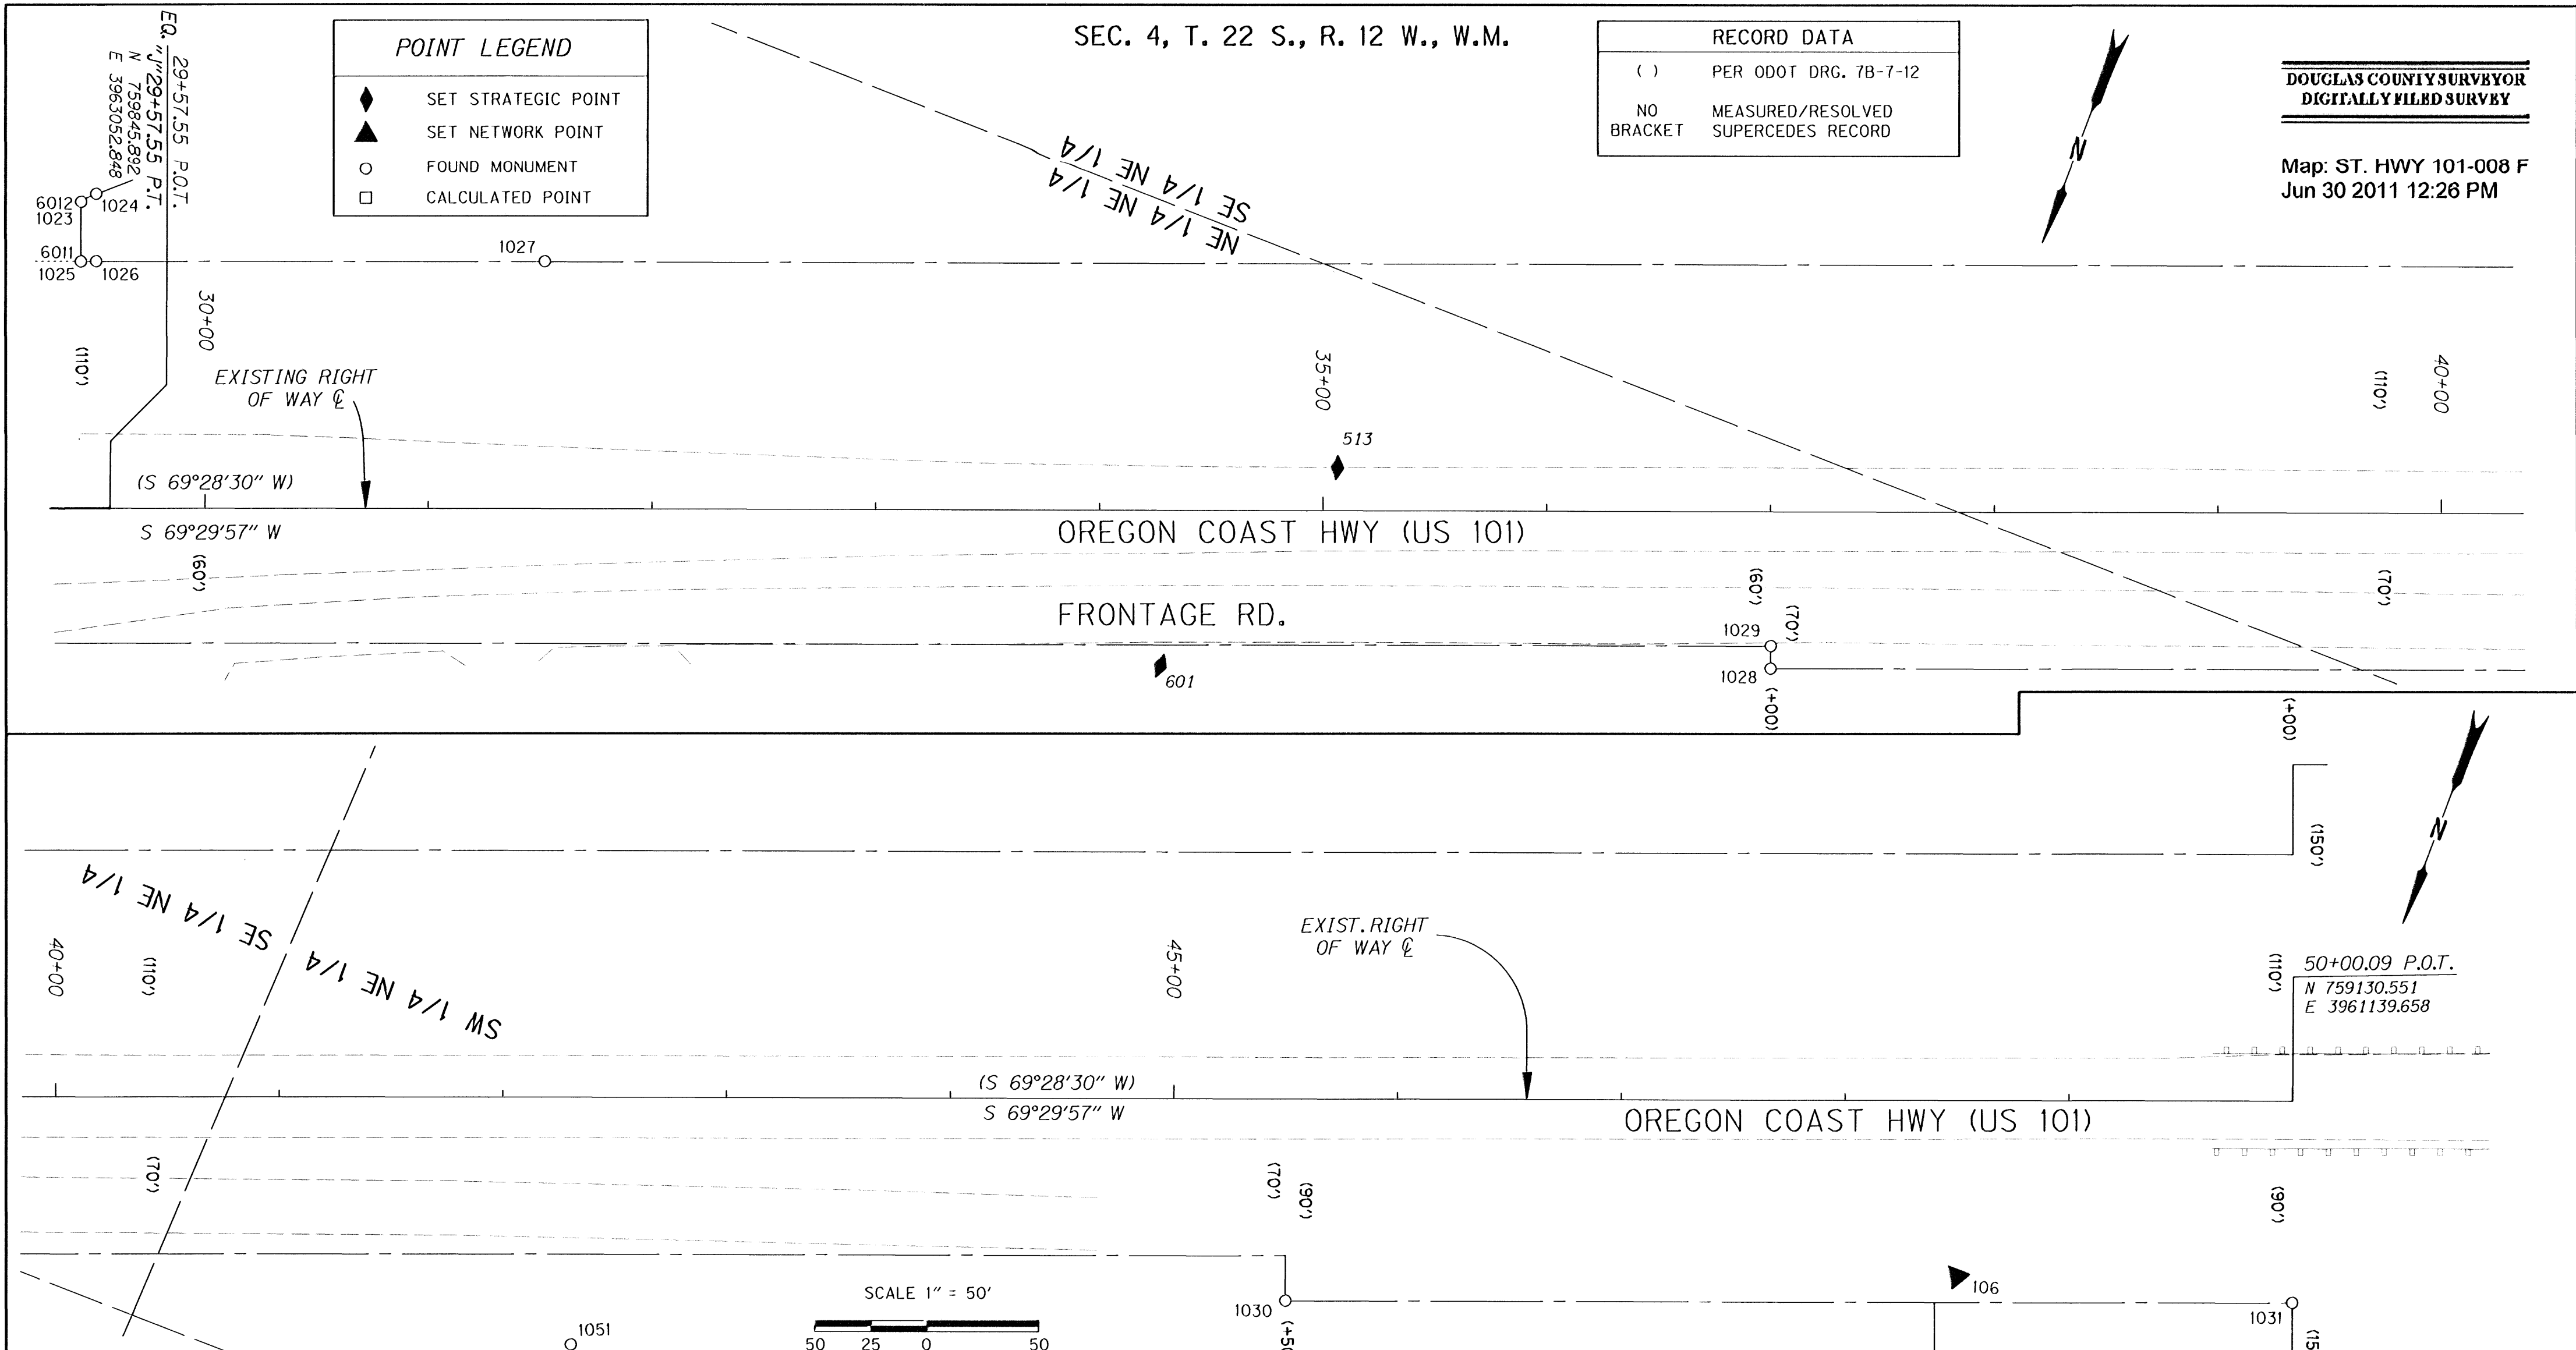 SEC. 4, T. 22 S., R. 12 W., W.M.
EQ. 29+57.55 P.O.T.
"J"29+57.55 P.T.
N 759845.892
E 3963052.848
POINT LEGEND
SET STRATEGIC POINT
SET NETWORK POINT
FOUND MONUMENT
CALCULATED POINT
RECORD DATA
( ) PER ODOT DRG. 7B-7-12
NO MEASURED/RESOLVED
BRACKET SUPERCEDES RECORD
N
DOUGLAS COUNTY SURVEYOR
DIGITALLY FILED SURVEY
Map: ST. HWY 101-008 F
Jun 30 2011 12:26 PM
SE 1/4 NE 1/4
NE 1/4 NE 1/4
6012
1023
1024
6011
1025
1026
1027
30+00
(110')
EXISTING RIGHT
OF WAY ℄
35+00
(110')
40+00
513
(S 69°28'30" W)
S 69°29'57" W
OREGON COAST HWY (US 101)
(60')
(60')
(70')
(70')
FRONTAGE RD.
1029
601
1028
(+00)
(+00)
N
(150')
SE 1/4 NE 1/4
SW 1/4 NE 1/4
40+00
(110')
45+00
EXIST. RIGHT
OF WAY ℄
(110')
50+00.09 P.O.T.
N 759130.551
E 3961139.658
(S 69°28'30" W)
S 69°29'57" W
OREGON COAST HWY (US 101)
(70')
(70')
(90')
(90')
SCALE 1" = 50'
50 25 0 50
1051
1030
106
1031